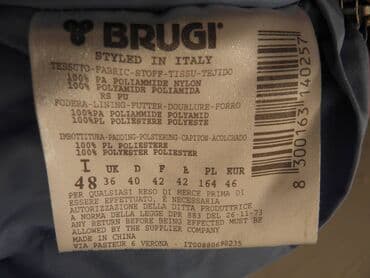 BRUGI
STYLED IN ITALY
TESSUTO-FABRIC-STOFF-TISSU-TEJIDO
100% PA POLIAMMIDE NYLON
100% POLYAMIDE POLIAMIDA
RS PU
FODERA-LINING-FUTTER-DOUBLURE-FORRO
100%PA POLIAMMIDE POLYAMID
100%PL POLIESTERE POLYESTER
IMBOTTITURA-PADDING-POLSTERUNG-CAPITON-ACOLCHADO
100% PL POLIESTERE
100% POLYESTER POLIESTER
I UK D F Ł PL KUR
48 36 40 42 42 164 46
PER QUALSIASI RESO DI MERCE PRIMA DI
ESSERE EFFETTUATO, È NECESSARIA
AUTORIZZAZIONE DELLA DITTA PRODUTTRICE
A NORMA DELLA LEGGE DPR 883 DEL 26-11-73
ANY RETURN BEFORE BEING EFFECTED MUST BE
ALLOWED BY THE SUPPLIER COMPANY
MADE IN CHINA
VIA PASTEUR 6 VERONA
8 300163 140257